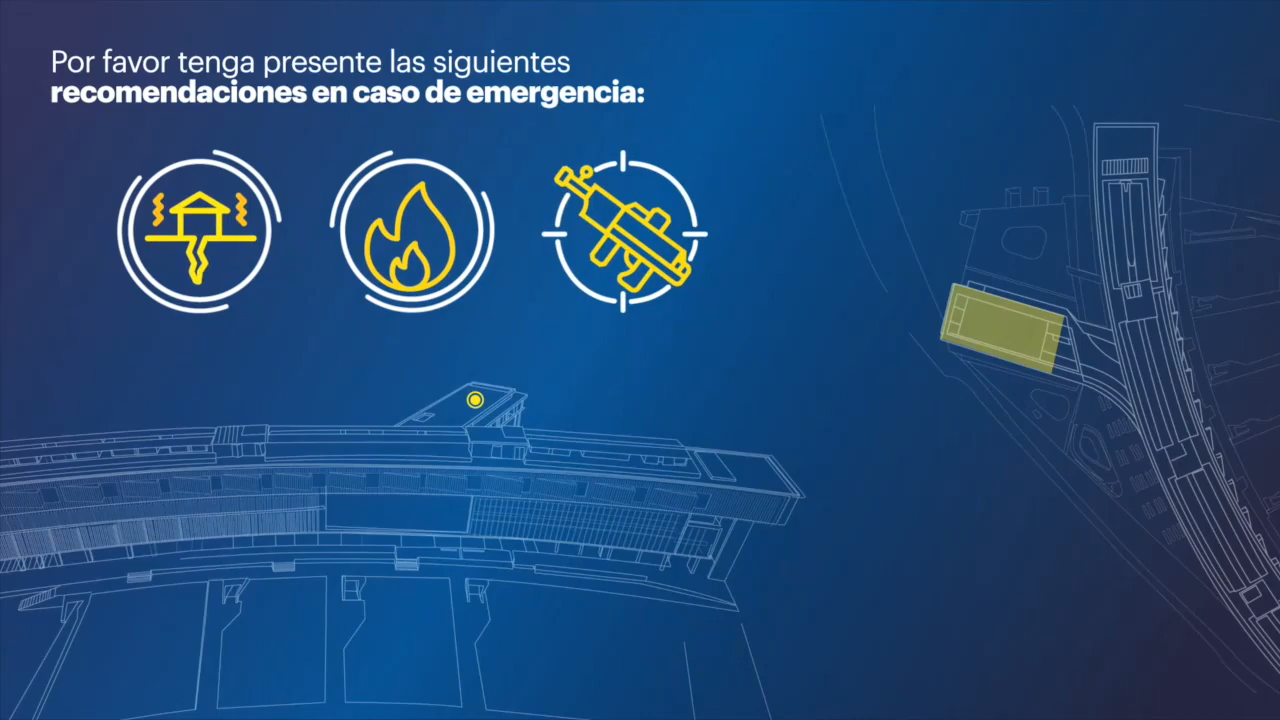 Por favor tenga presente las siguientes
recomendaciones en caso de emergencia: